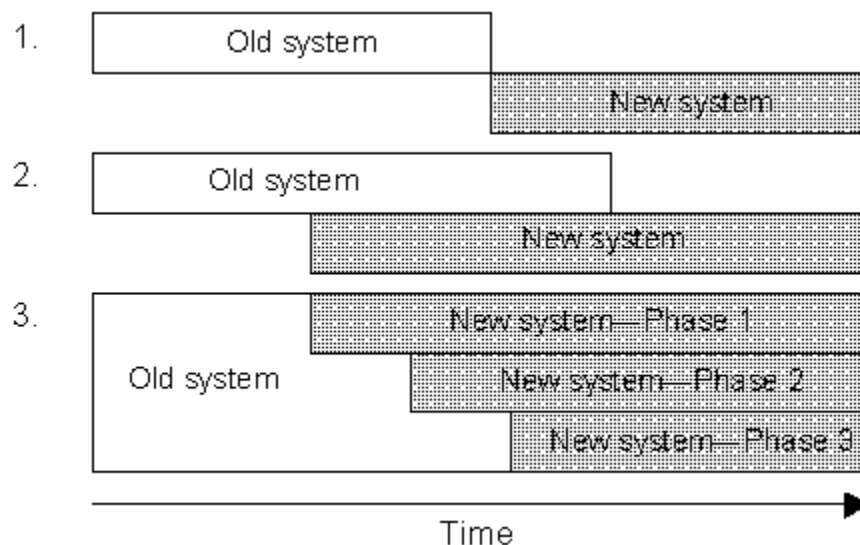 1.
Old system
New system
2.
Old system
New system
3.
New system—Phase 1
Old system
New system—Phase 2
New system—Phase 3
Time